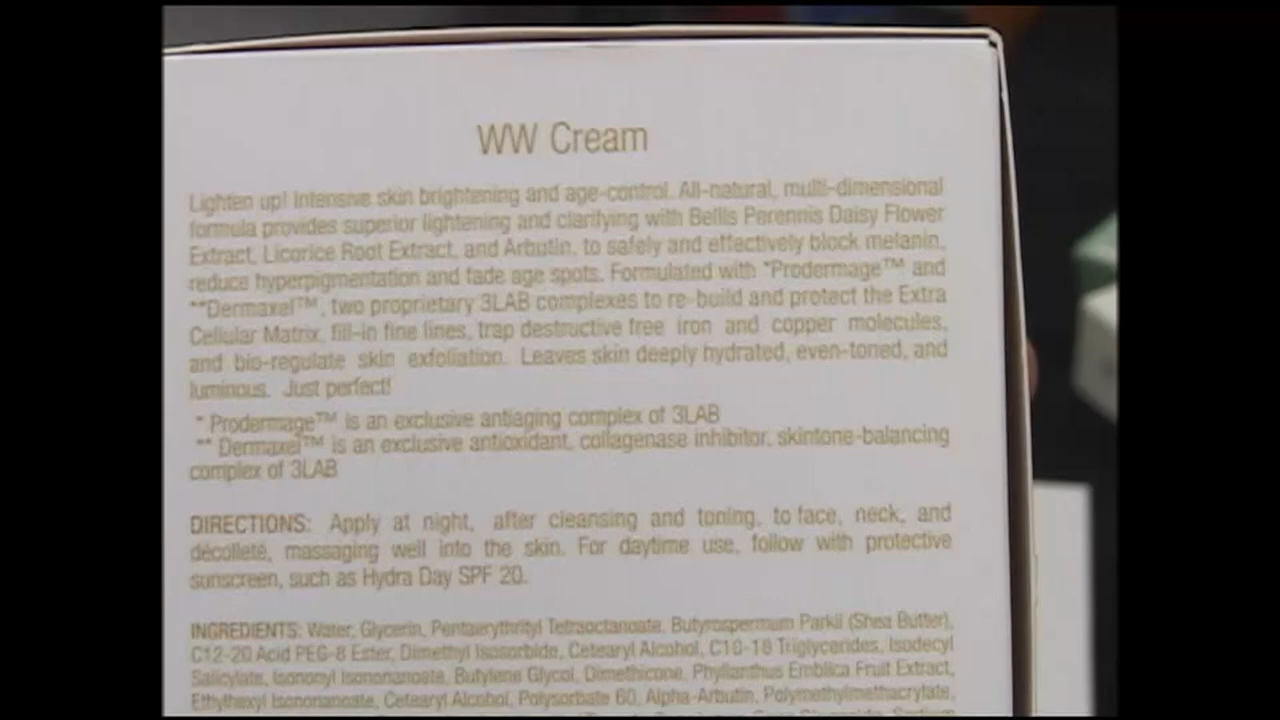 WW Cream
Lighten up! Intensive skin brightening and age-control. All-natural, multi-dimensional
formula provides superior lightening and clarifying with Bellis Perennis Daisy Flower
Extract, Licorice Root Extract, and Arbutin, to safely and effectively block melanin,
reduce hyperpigmentation and fade age spots. Formulated with *Prodermage™ and
**Dermaxel™, two proprietary 3LAB complexes to re-build and protect the Extra
Cellular Matrix, fill-in fine lines, trap destructive free iron and copper molecules,
and bio-regulate skin exfoliation. Leaves skin deeply hydrated, even-toned, and
luminous. Just perfect!
* Prodermage™ is an exclusive antiaging complex of 3LAB
** Dermaxel™ is an exclusive antioxidant, collagenase inhibitor, skintone-balancing
complex of 3LAB
DIRECTIONS: Apply at night, after cleansing and toning, to face, neck, and
décolleté, massaging well into the skin. For daytime use, follow with protective
sunscreen, such as Hydra Day SPF 20.
INGREDIENTS: Water, Glycerin, Pentaerythrityl Tetraoctanoate, Butyrospermum Parkii (Shea Butter),
C12-20 Acid PEG-8 Ester, Dimethyl Isosorbide, Cetearyl Alcohol, C10-18 Triglycerides, Isodecyl
Salicylate, Isononyl Isononanoate, Butylene Glycol, Dimethicone, Phyllanthus Emblica Fruit Extract,
Ethylhexyl Isononanoate, Cetearyl Alcohol, Polysorbate 60, Alpha-Arbutin, Polymethylmethacrylate,